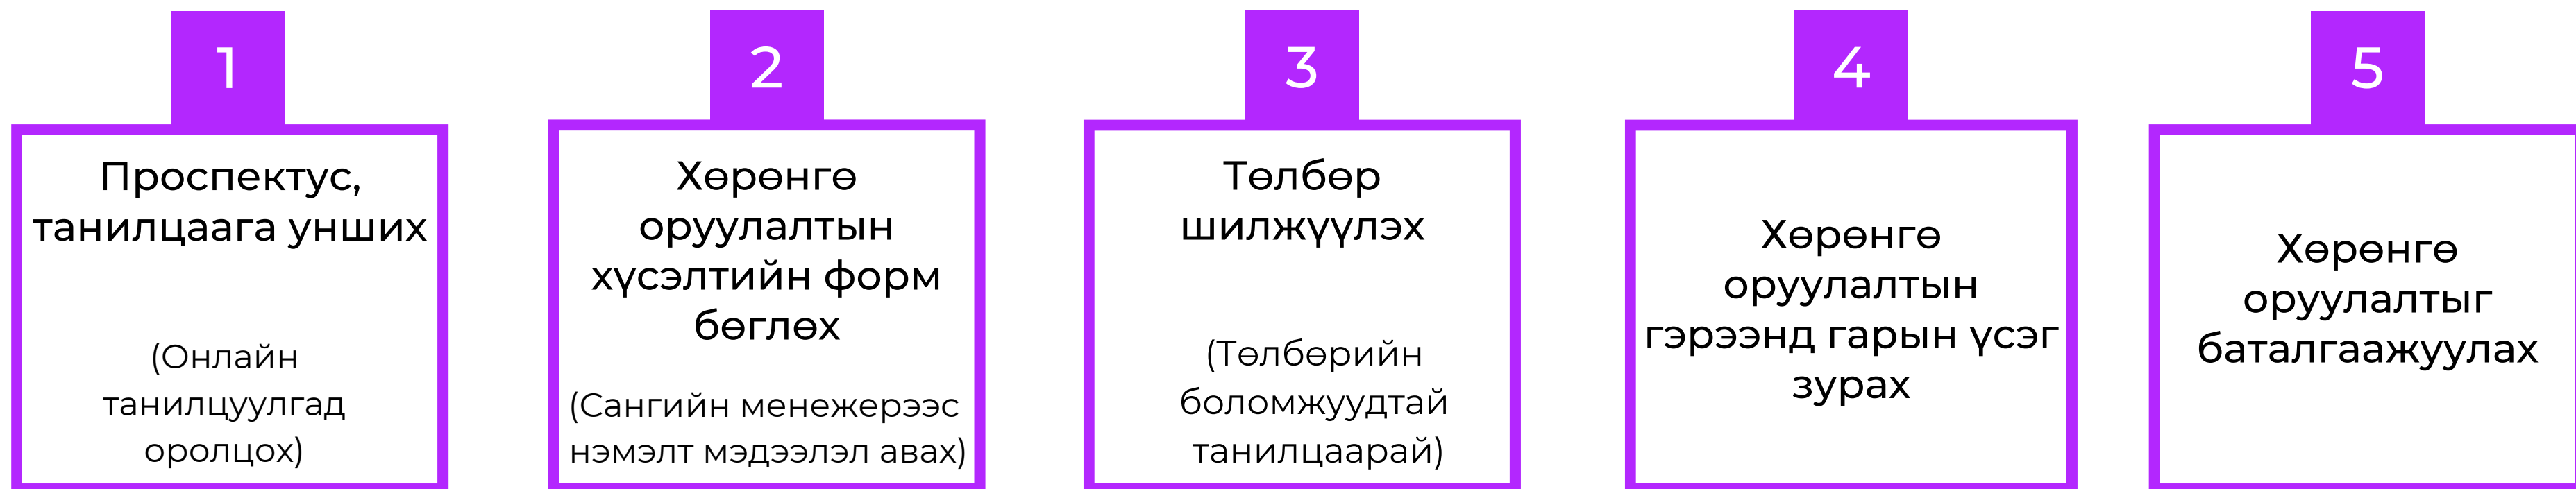 1
Проспектус,
танилцаага унших
(Онлайн
танилцуулгад
оролцох)
2
Хөрөнгө
оруулалтын
хүсэлтийн форм
бөглөх
(Сангийн менежерээс
нэмэлт мэдээлэл авах)
3
Төлбөр
шилжүүлэх
(Төлбөрийн
боломжуудтай
танилцаарай)
4
Хөрөнгө
оруулалтын
гэрээнд гарын үсэг
зурах
5
Хөрөнгө
оруулалтыг
баталгаажуулах